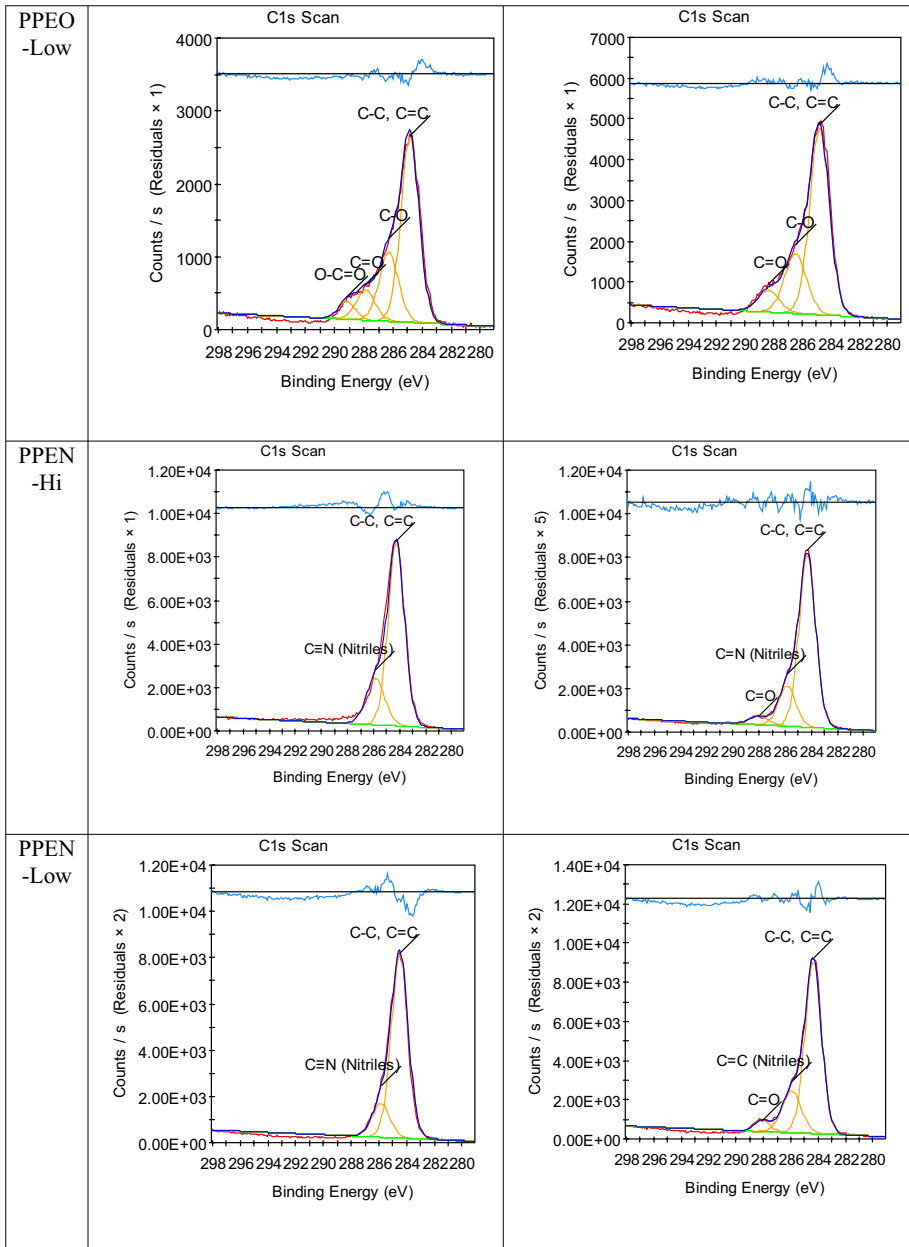 PPEO
-Low
C1s Scan
4000
3000
2000
1000
0
Counts / s (Residuals × 1)
C-C, C=C
C-O
C=O
O-C=O
298 296 294 292 290 288 286 284 282 280
Binding Energy (eV)
C1s Scan
7000
6000
5000
4000
3000
2000
1000
0
Counts / s (Residuals × 1)
C-C, C=C
C-O
C=O
298 296 294 292 290 288 286 284 282 280
Binding Energy (eV)
PPEN
-Hi
C1s Scan
1.20E+04
1.00E+04
8.00E+03
6.00E+03
4.00E+03
2.00E+03
0.00E+00
Counts / s (Residuals × 1)
C-C, C=C
C≡N (Nitriles)
298 296 294 292 290 288 286 284 282 280
Binding Energy (eV)
C1s Scan
1.20E+04
1.00E+04
8.00E+03
6.00E+03
4.00E+03
2.00E+03
0.00E+00
Counts / s (Residuals × 5)
C-C, C=C
C=N (Nitriles)
C=O
298 296 294 292 290 288 286 284 282 280
Binding Energy (eV)
PPEN
-Low
C1s Scan
1.20E+04
1.00E+04
8.00E+03
6.00E+03
4.00E+03
2.00E+03
0.00E+00
Counts / s (Residuals × 2)
C-C, C=C
C≡N (Nitriles)
298 296 294 292 290 288 286 284 282 280
Binding Energy (eV)
C1s Scan
1.40E+04
1.20E+04
1.00E+04
8.00E+03
6.00E+03
4.00E+03
2.00E+03
0.00E+00
Counts / s (Residuals × 2)
C-C, C=C
C=C (Nitriles)
C=O
298 296 294 292 290 288 286 284 282 280
Binding Energy (eV)